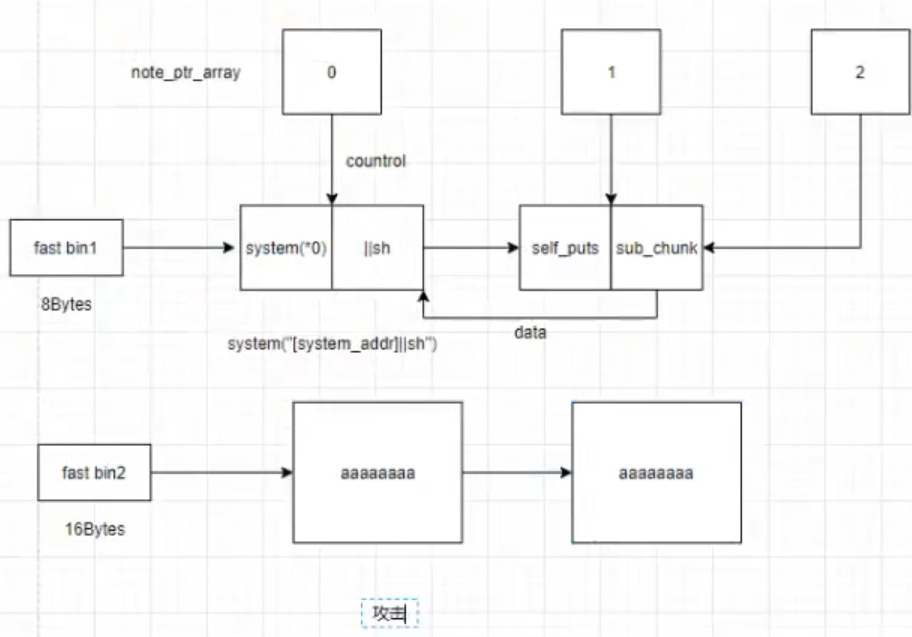 note_ptr_array
0
1
2
countrol
fast bin1
system(*0)
||sh
self_puts
sub_chunk
8Bytes
data
system("[system_addr]||sh")
fast bin2
aaaaaaaa
aaaaaaaa
16Bytes
攻击